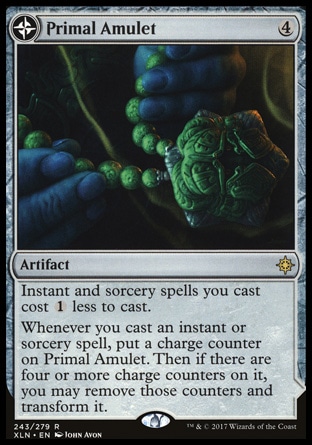 Primal Amulet 4
Artifact
Instant and sorcery spells you cast
cost 1 less to cast.
Whenever you cast an instant or
sorcery spell, put a charge counter
on Primal Amulet. Then if there are
four or more charge counters on it,
you may remove those counters and
transform it.
243/279 R
XLN • EN JOHN AVON
™ & © 2017 Wizards of the Coast